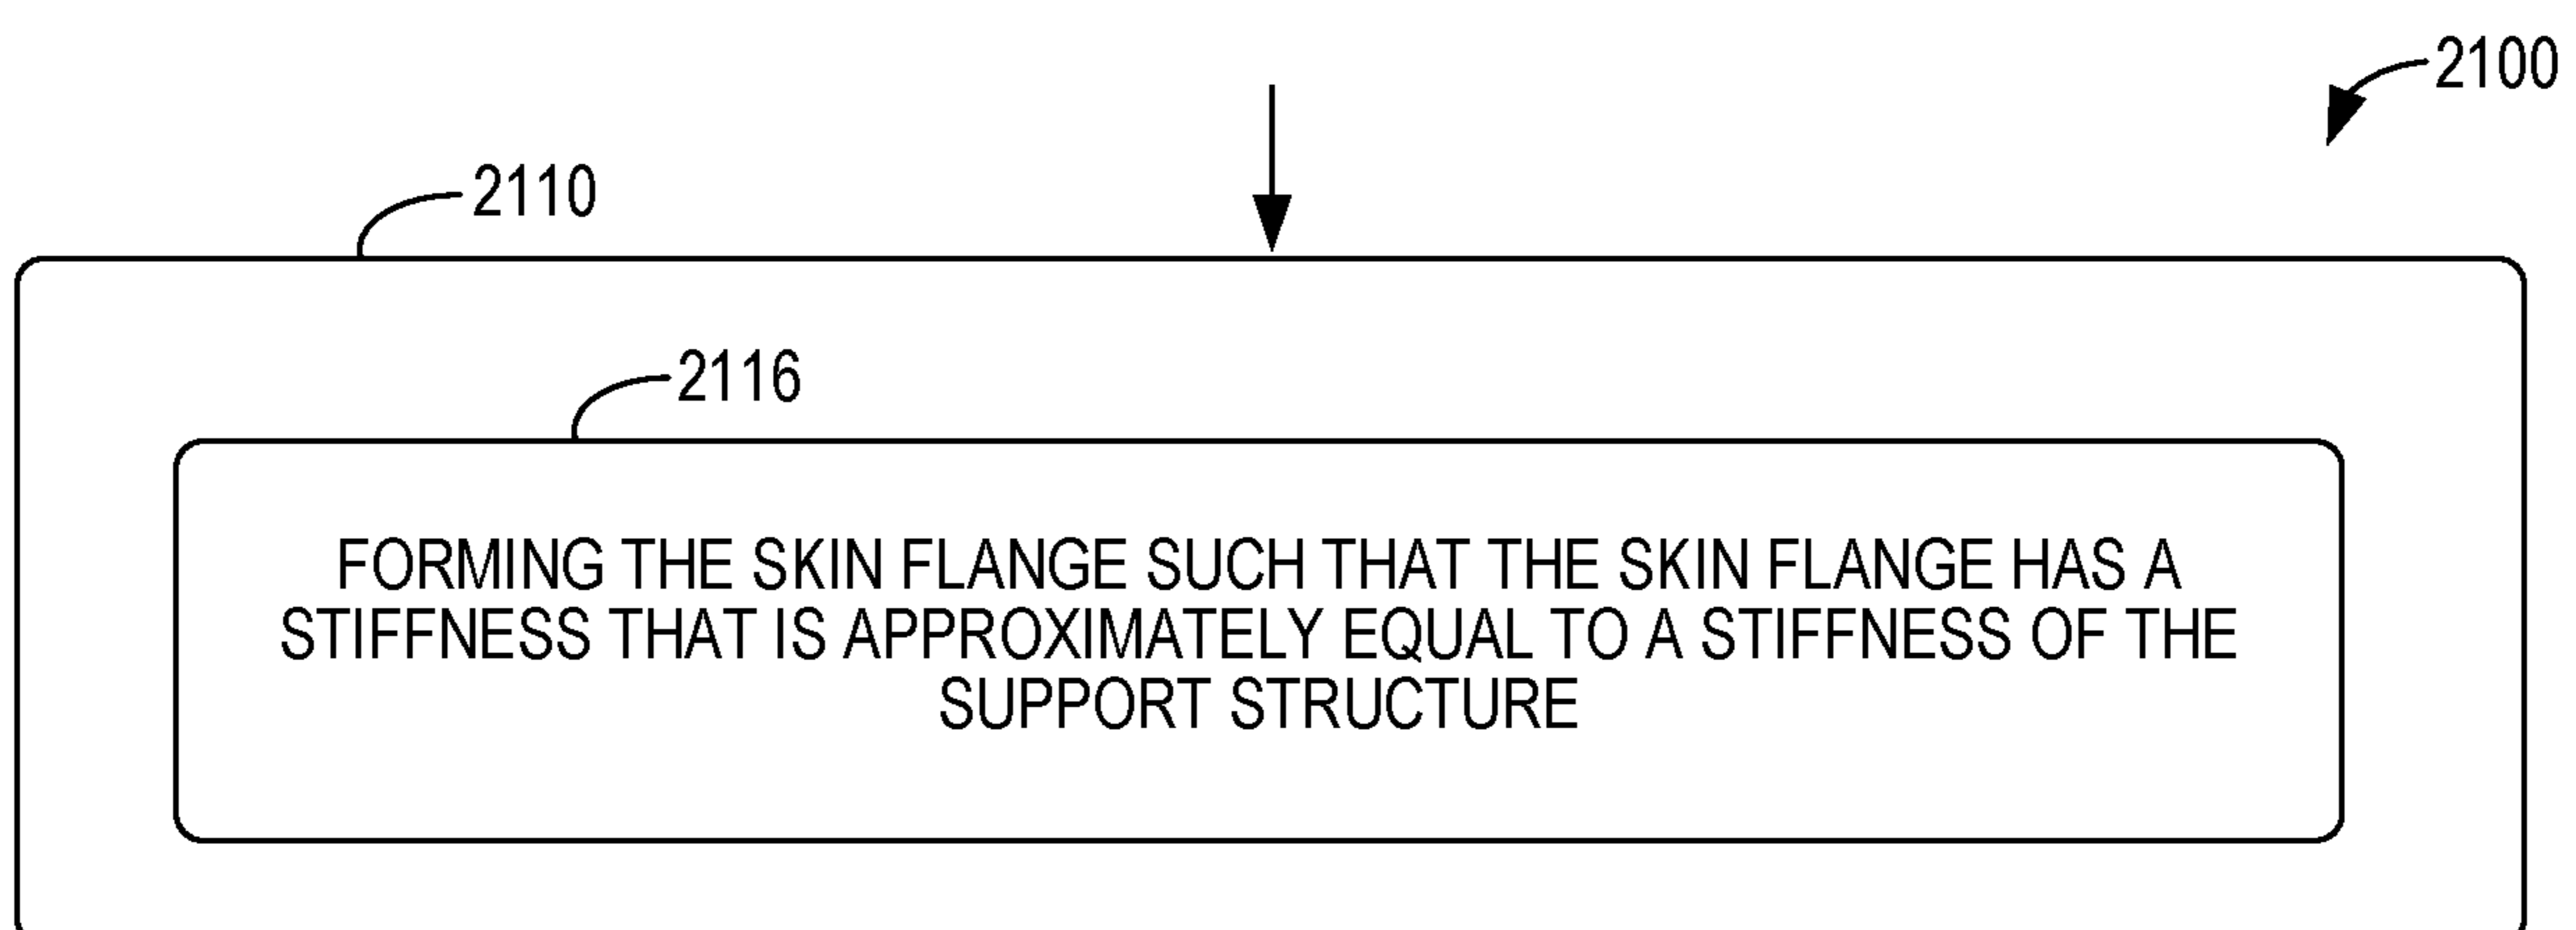 2100
2110
2116
FORMING THE SKIN FLANGE SUCH THAT THE SKIN FLANGE HAS A
STIFFNESS THAT IS APPROXIMATELY EQUAL TO A STIFFNESS OF THE
SUPPORT STRUCTURE